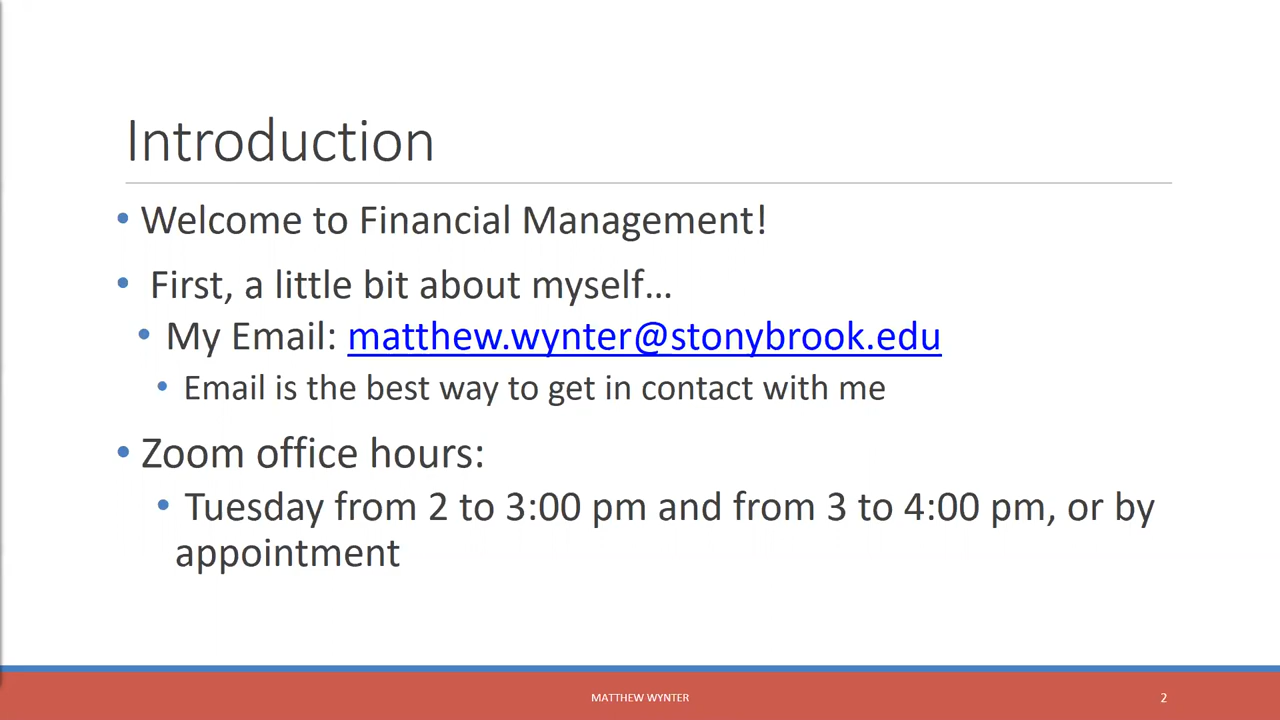 Introduction
• Welcome to Financial Management!
• First, a little bit about myself…
• My Email: matthew.wynter@stonybrook.edu
• Email is the best way to get in contact with me
• Zoom office hours:
• Tuesday from 2 to 3:00 pm and from 3 to 4:00 pm, or by
appointment
MATTHEW WYNTER
2